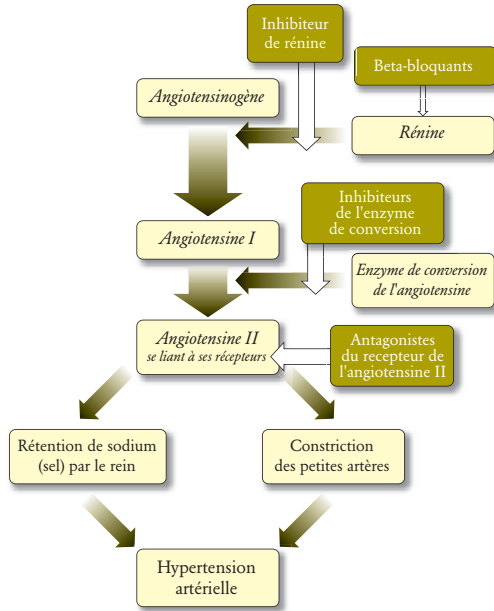 Inhibiteur
de rénine
Beta-bloquants
Angiotensinogène
Rénine
Inhibiteurs
de l'enzyme
de conversion
Angiotensine I
Enzyme de conversion
de l'angiotensine
Angiotensine II
se liant à ses récepteurs
Antagonistes
du recepteur de
l'angiotensine II
Rétention de sodium
(sel) par le rein
Constriction
des petites artères
Hypertension
artérielle